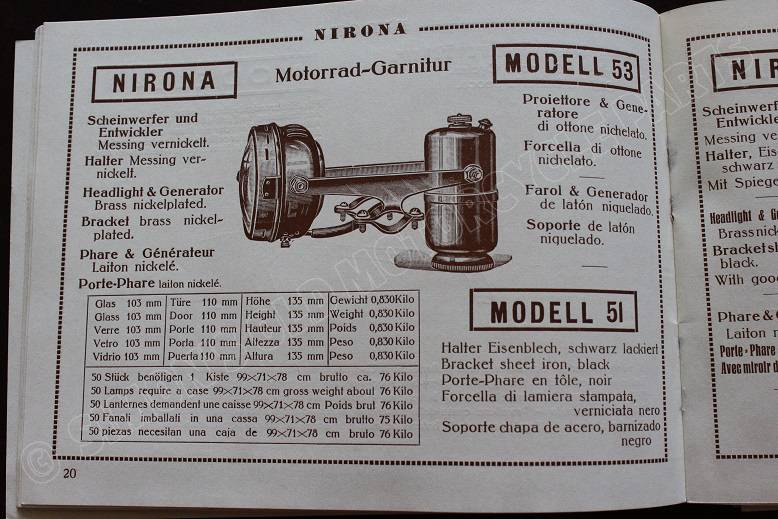 NIRONA
NIRONA
Motorrad-Garnitur
MODELL 53
Scheinwerfer und
Entwickler
Messing vernickelt.
Halter Messing ver-
nickelt.
Headlight & Generator
Brass nickelplated.
Bracket brass nickel-
plated.
Phare & Générateur
Laiton nickelé.
Porte-Phare laiton nickelé.
Proiettore & Gene-
ratore
di ottone nichelato.
Forcella di ottone
nichelato.
Farol & Generador
de latón niquelado.
Soporte de latón
niquelado.
Glas 103 mm Türe 110 mm Höhe 135 mm Gewicht 0,830 Kilo
Glass 103 mm Door 110 mm Height 135 mm Weight 0,830 Kilo
Verre 103 mm Porte 110 mm Hauteur 135 mm Poids 0,830 Kilo
Vetro 103 mm Porta 110 mm Altezza 135 mm Peso 0,830 Kilo
Vidrio 103 mm Puerta 110 mm Altura 135 mm Peso 0,830 Kilo
50 Stück benötigen 1 Kiste 99×71×78 cm brutto ca. 76 Kilo
50 Lamps require a case 99×71×78 cm gross weight about 76 Kilo
50 Lanternes demandent une caisse 99×71×78 cm Poids brut 76 Kilo
50 Fanali imballati in una cassa 99×71×78 cm brutto 75 Kilo
50 piezas necesitan una caja de 99×71×78 cm bruto 76 Kilo
MODELL 51
Halter Eisenblech, schwarz lackiert
Bracket sheet iron, black
Porte-Phare en tôle, noir
Forcella di lamiera stampata,
verniciata nero
Soporte chapa de acero, barnizado
negro
20
NIR
Scheinwerf
Entwickle
Messing ver
Halter, Eis
schwarz
Mit Spiege
Headlight &
Brass nick
Bracket sh
black.
With good
Phare & G
Laiton n
Porte-Phare
Avec miroir d